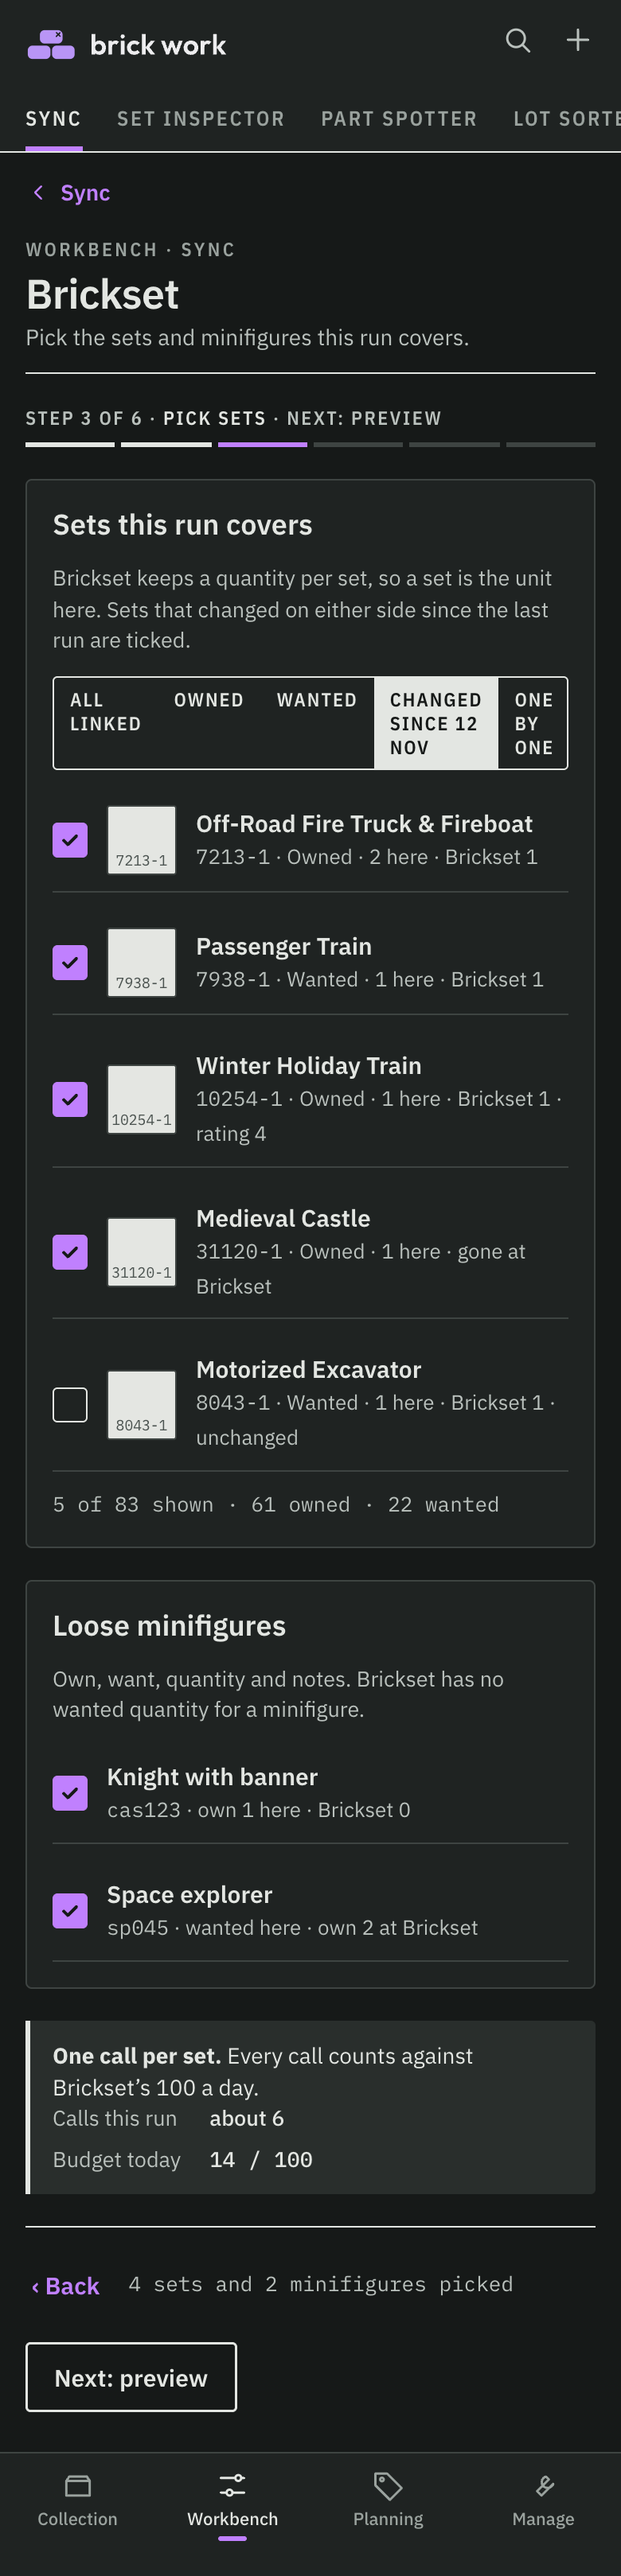 brick work
SYNC SET INSPECTOR PART SPOTTER LOT SORTE
Sync
WORKBENCH · SYNC
Brickset
Pick the sets and minifigures this run covers.
STEP 3 OF 6 · PICK SETS · NEXT: PREVIEW
Sets this run covers
Brickset keeps a quantity per set, so a set is the unit
here. Sets that changed on either side since the last
run are ticked.
ALL
LINKED
OWNED
WANTED
CHANGED
SINCE 12
NOV
ONE
BY
ONE
7213-1
Off-Road Fire Truck & Fireboat
7213-1 · Owned · 2 here · Brickset 1
7938-1
Passenger Train
7938-1 · Wanted · 1 here · Brickset 1
10254-1
Winter Holiday Train
10254-1 · Owned · 1 here · Brickset 1 ·
rating 4
31120-1
Medieval Castle
31120-1 · Owned · 1 here · gone at
Brickset
8043-1
Motorized Excavator
8043-1 · Wanted · 1 here · Brickset 1 ·
unchanged
5 of 83 shown · 61 owned · 22 wanted
Loose minifigures
Own, want, quantity and notes. Brickset has no
wanted quantity for a minifigure.
Knight with banner
cas123 · own 1 here · Brickset 0
Space explorer
sp045 · wanted here · own 2 at Brickset
One call per set. Every call counts against
Brickset’s 100 a day.
Calls this run about 6
Budget today 14 / 100
‹ Back 4 sets and 2 minifigures picked
Next: preview
Collection Workbench Planning Manage